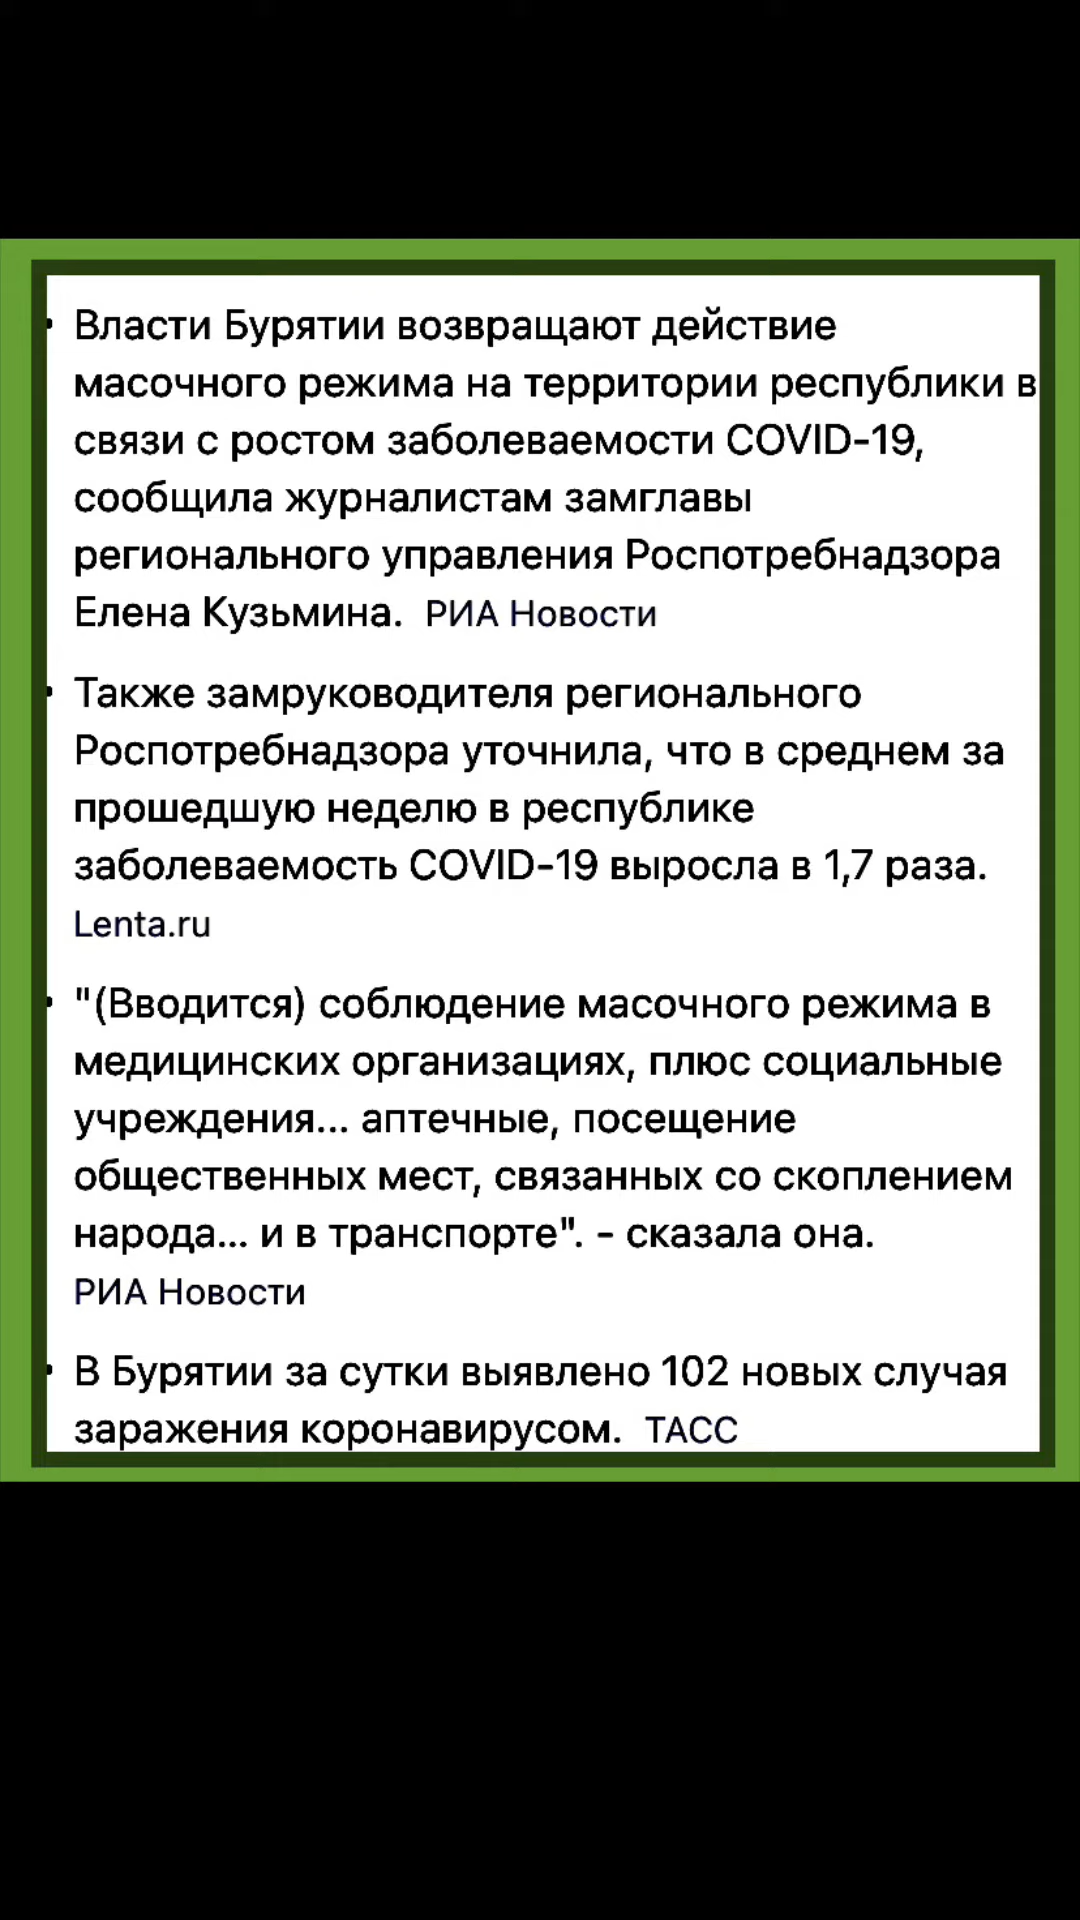 • Власти Бурятии возвращают действие
масочного режима на территории республики в
связи с ростом заболеваемости COVID-19,
сообщила журналистам замглавы
регионального управления Роспотребнадзора
Елена Кузьмина. РИА Новости
• Также замруководителя регионального
Роспотребнадзора уточнила, что в среднем за
прошедшую неделю в республике
заболеваемость COVID-19 выросла в 1,7 раза.
Lenta.ru
• "(Вводится) соблюдение масочного режима в
медицинских организациях, плюс социальные
учреждения... аптечные, посещение
общественных мест, связанных со скоплением
народа... и в транспорте". - сказала она.
РИА Новости
• В Бурятии за сутки выявлено 102 новых случая
заражения коронавирусом. ТАСС